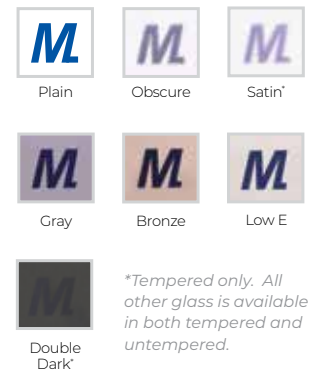 M M M
Plain Obscure Satin*
M M M
Gray Bronze Low E
M
Double
Dark*
*Tempered only. All
other glass is available
in both tempered and
untempered.